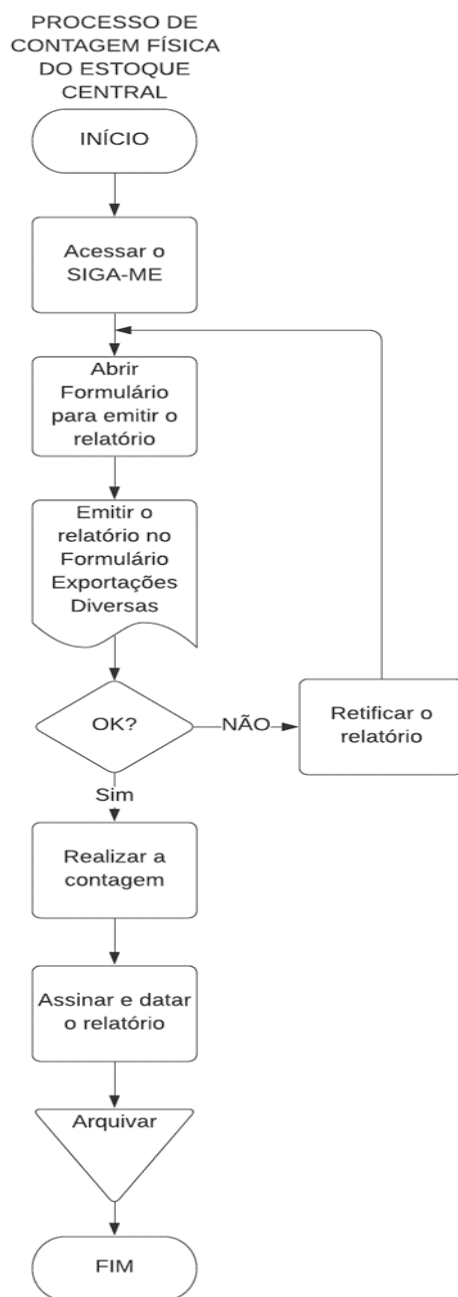 PROCESSO DE
CONTAGEM FÍSICA
DO ESTOQUE
CENTRAL
INÍCIO
Acessar o
SIGA-ME
Abrir
Formulário
para emitir o
relatório
Emitir o
relatório no
Formulário
Exportações
Diversas
OK?
NÃO
Retificar o
relatório
Sim
Realizar a
contagem
Assinar e datar
o relatório
Arquivar
FIM